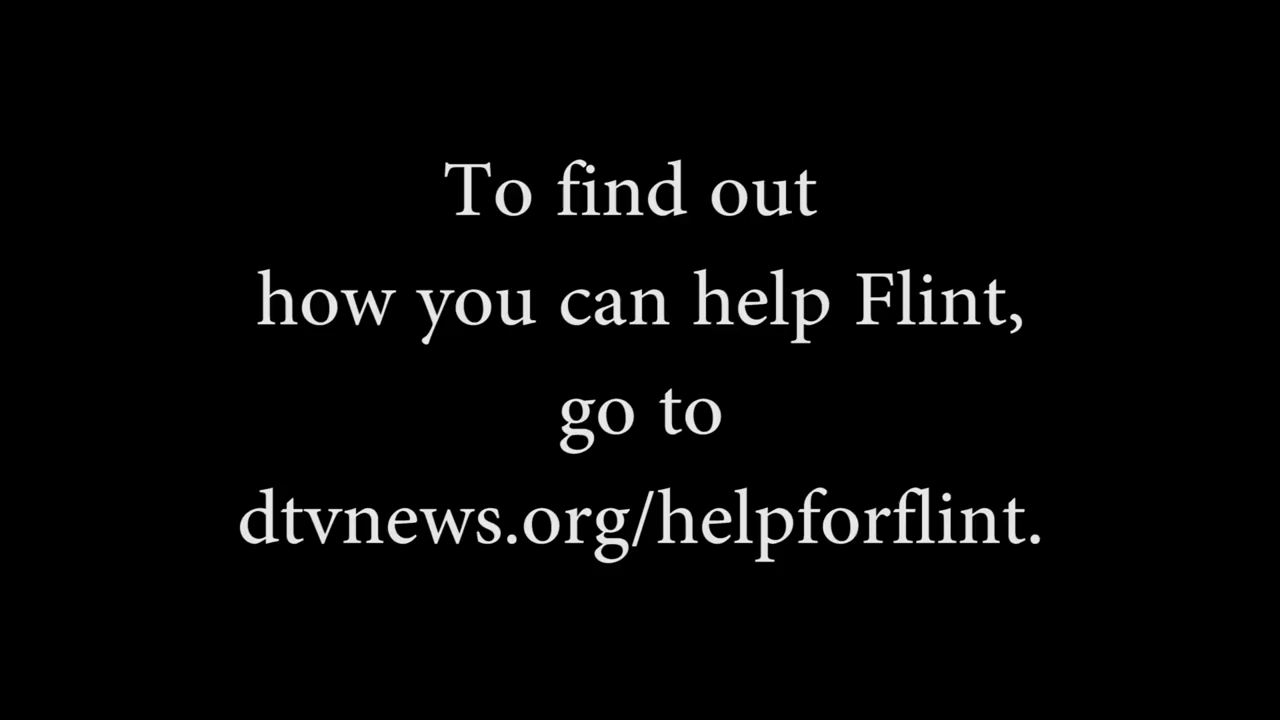 To find out
how you can help Flint,
go to
dtvnews.org/helpforflint.